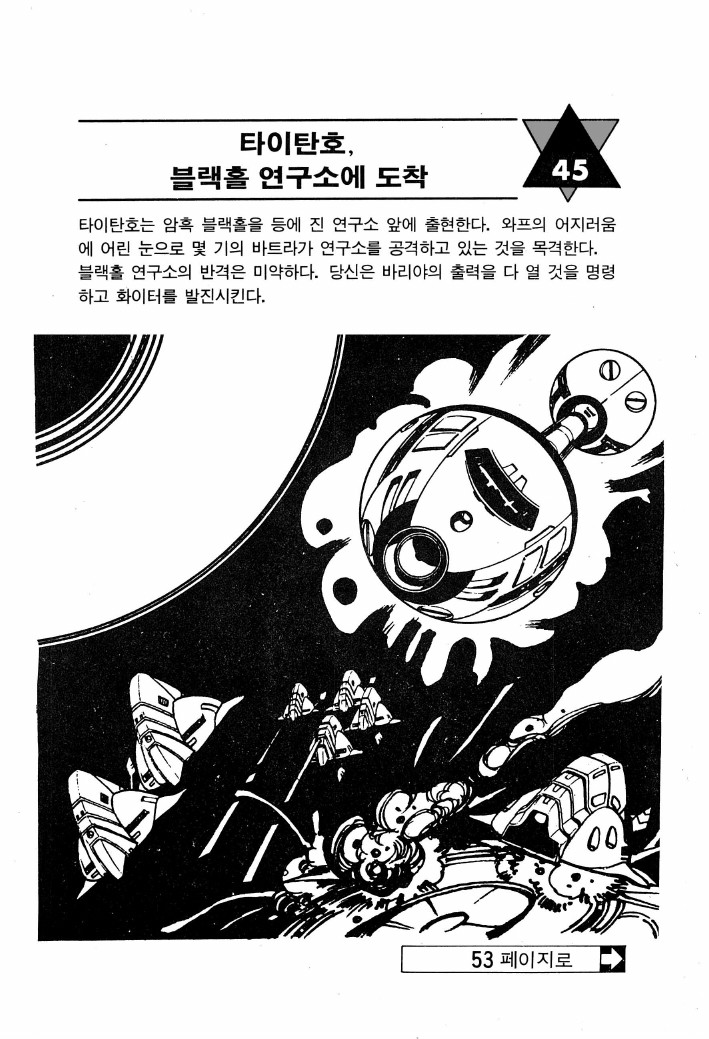 타이탄호,
블랙홀 연구소에 도착
45
타이탄호는 암흑 블랙홀을 등에 진 연구소 앞에 출현한다. 와프의 어지러움
에 어린 눈으로 몇 기의 바트라가 연구소를 공격하고 있는 것을 목격한다.
블랙홀 연구소의 반격은 미약하다. 당신은 바리야의 출력을 다 열 것을 명령
하고 화이터를 발진시킨다.
53 페이지로